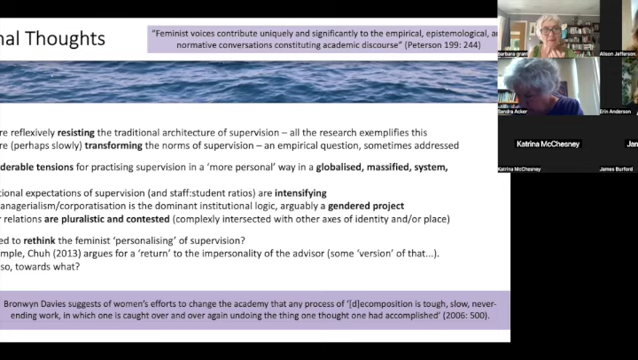 nal Thoughts
"Feminist voices contribute uniquely and significantly to the empirical, epistemological, an
normative conversations constituting academic discourse" (Peterson 199: 244)
re reflexively resisting the traditional architecture of supervision – all the research exemplifies this
re (perhaps slowly) transforming the norms of supervision – an empirical question, sometimes addressed
derable tensions for practising supervision in a 'more personal' way in a globalised, massified, system,
tional expectations of supervision (and staff:student ratios) are intensifying
anagerialism/corporatisation is the dominant institutional logic, arguably a gendered project
r relations are pluralistic and contested (complexly intersected with other axes of identity and/or place)
ed to rethink the feminist 'personalising' of supervision?
mple, Chuh (2013) argues for a 'return' to the impersonality of the advisor (some 'version' of that...).
so, towards what?
Bronwyn Davies suggests of women's efforts to change the academy that any process of '[d]ecomposition is tough, slow, never-
ending work, in which one is caught over and over again undoing the thing one thought one had accomplished' (2006: 500).
barbara grant
Alison Jefferson
Sandra Acker
Erin Anderson
Katrina McChesney
Jam
Katrina McChesney
James Burford